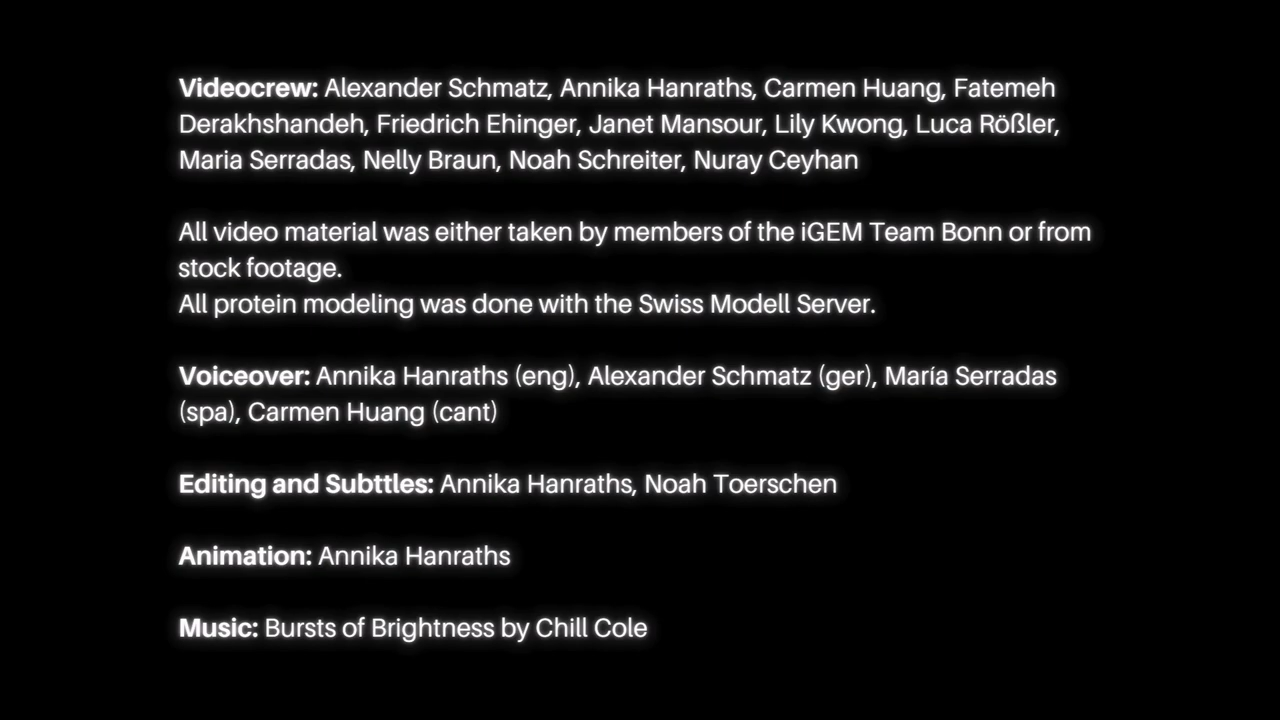 Videocrew: Alexander Schmatz, Annika Hanraths, Carmen Huang, Fatemeh
Derakhshandeh, Friedrich Ehinger, Janet Mansour, Lily Kwong, Luca Rößler,
Maria Serradas, Nelly Braun, Noah Schreiter, Nuray Ceyhan
All video material was either taken by members of the iGEM Team Bonn or from
stock footage.
All protein modeling was done with the Swiss Modell Server.
Voiceover: Annika Hanraths (eng), Alexander Schmatz (ger), María Serradas
(spa), Carmen Huang (cant)
Editing and Subttles: Annika Hanraths, Noah Toerschen
Animation: Annika Hanraths
Music: Bursts of Brightness by Chill Cole